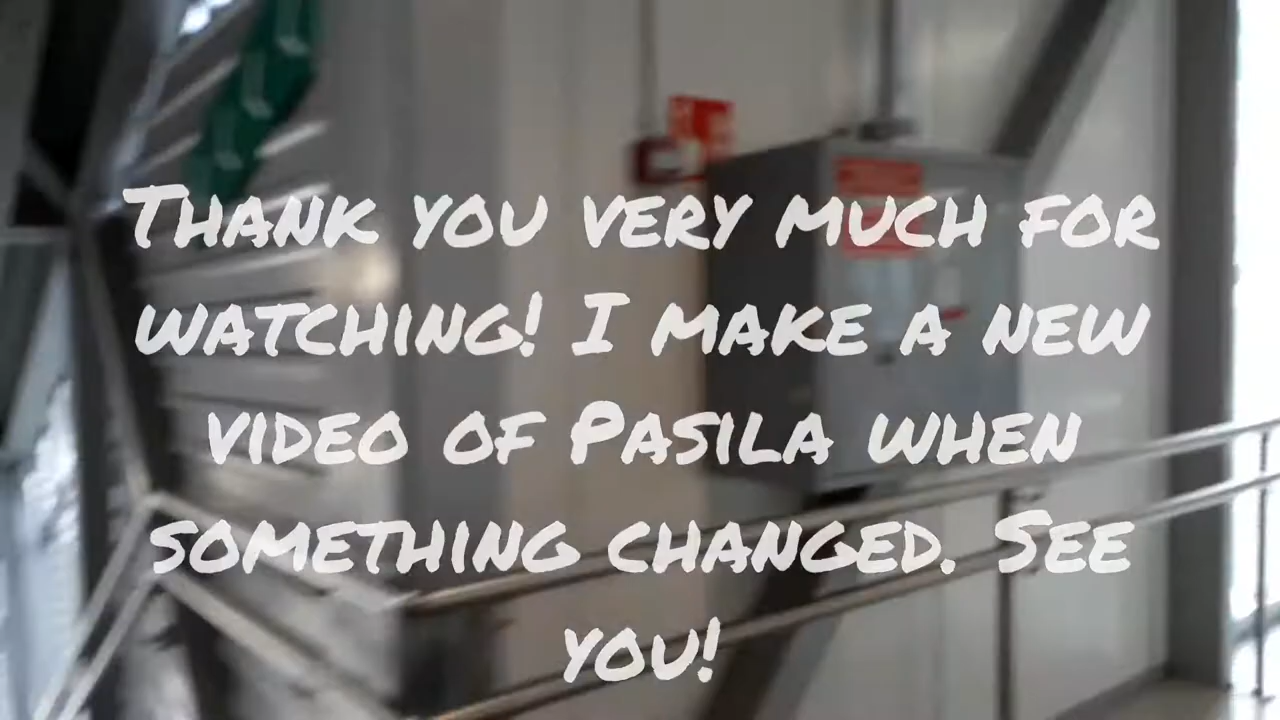 Thank you very much for
watching! I make a new
video of Pasila when
something changed. See
you!